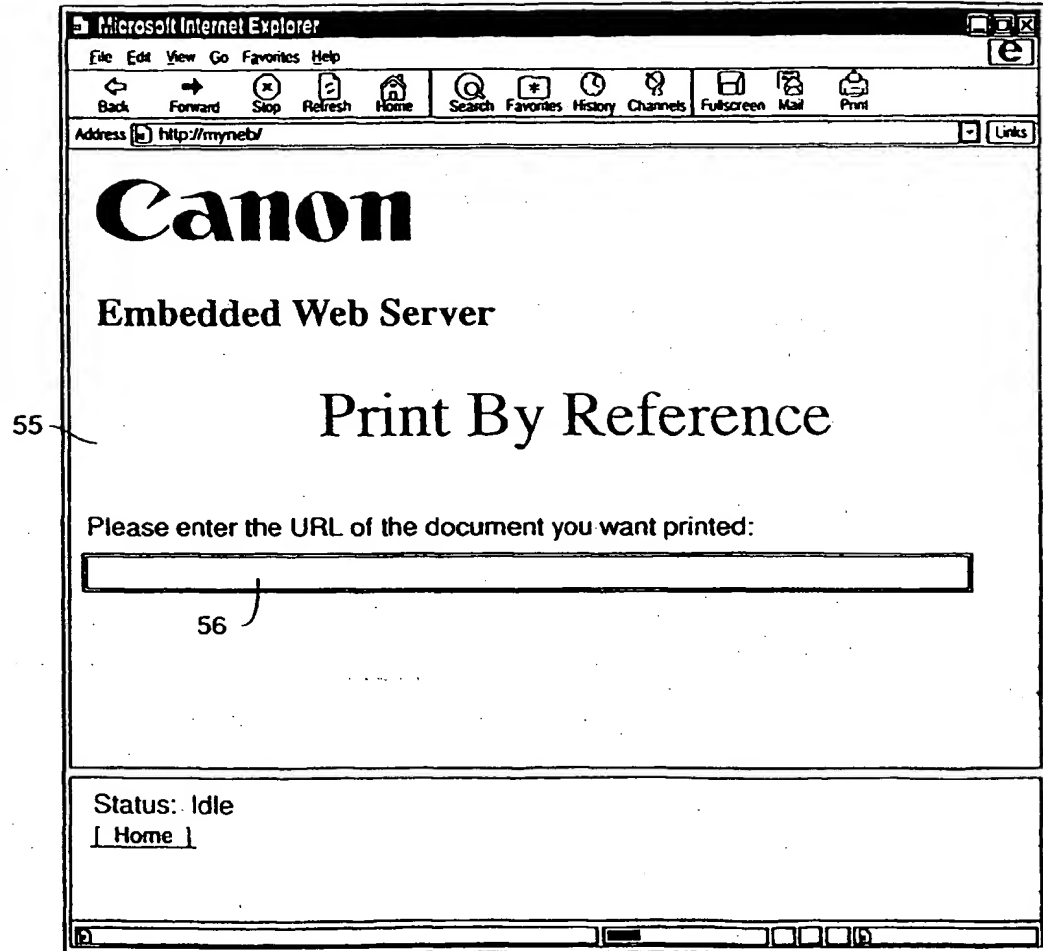 Microsoft Internet Explorer
File Edit View Go Favorites Help
e
Back Forward Stop Refresh Home Search Favorites History Channels Fullscreen Mail Print
Address http://myneb/ Links
Canon
Embedded Web Server
55
Print By Reference
Please enter the URL of the document you want printed:
56
Status: Idle
[ Home ]